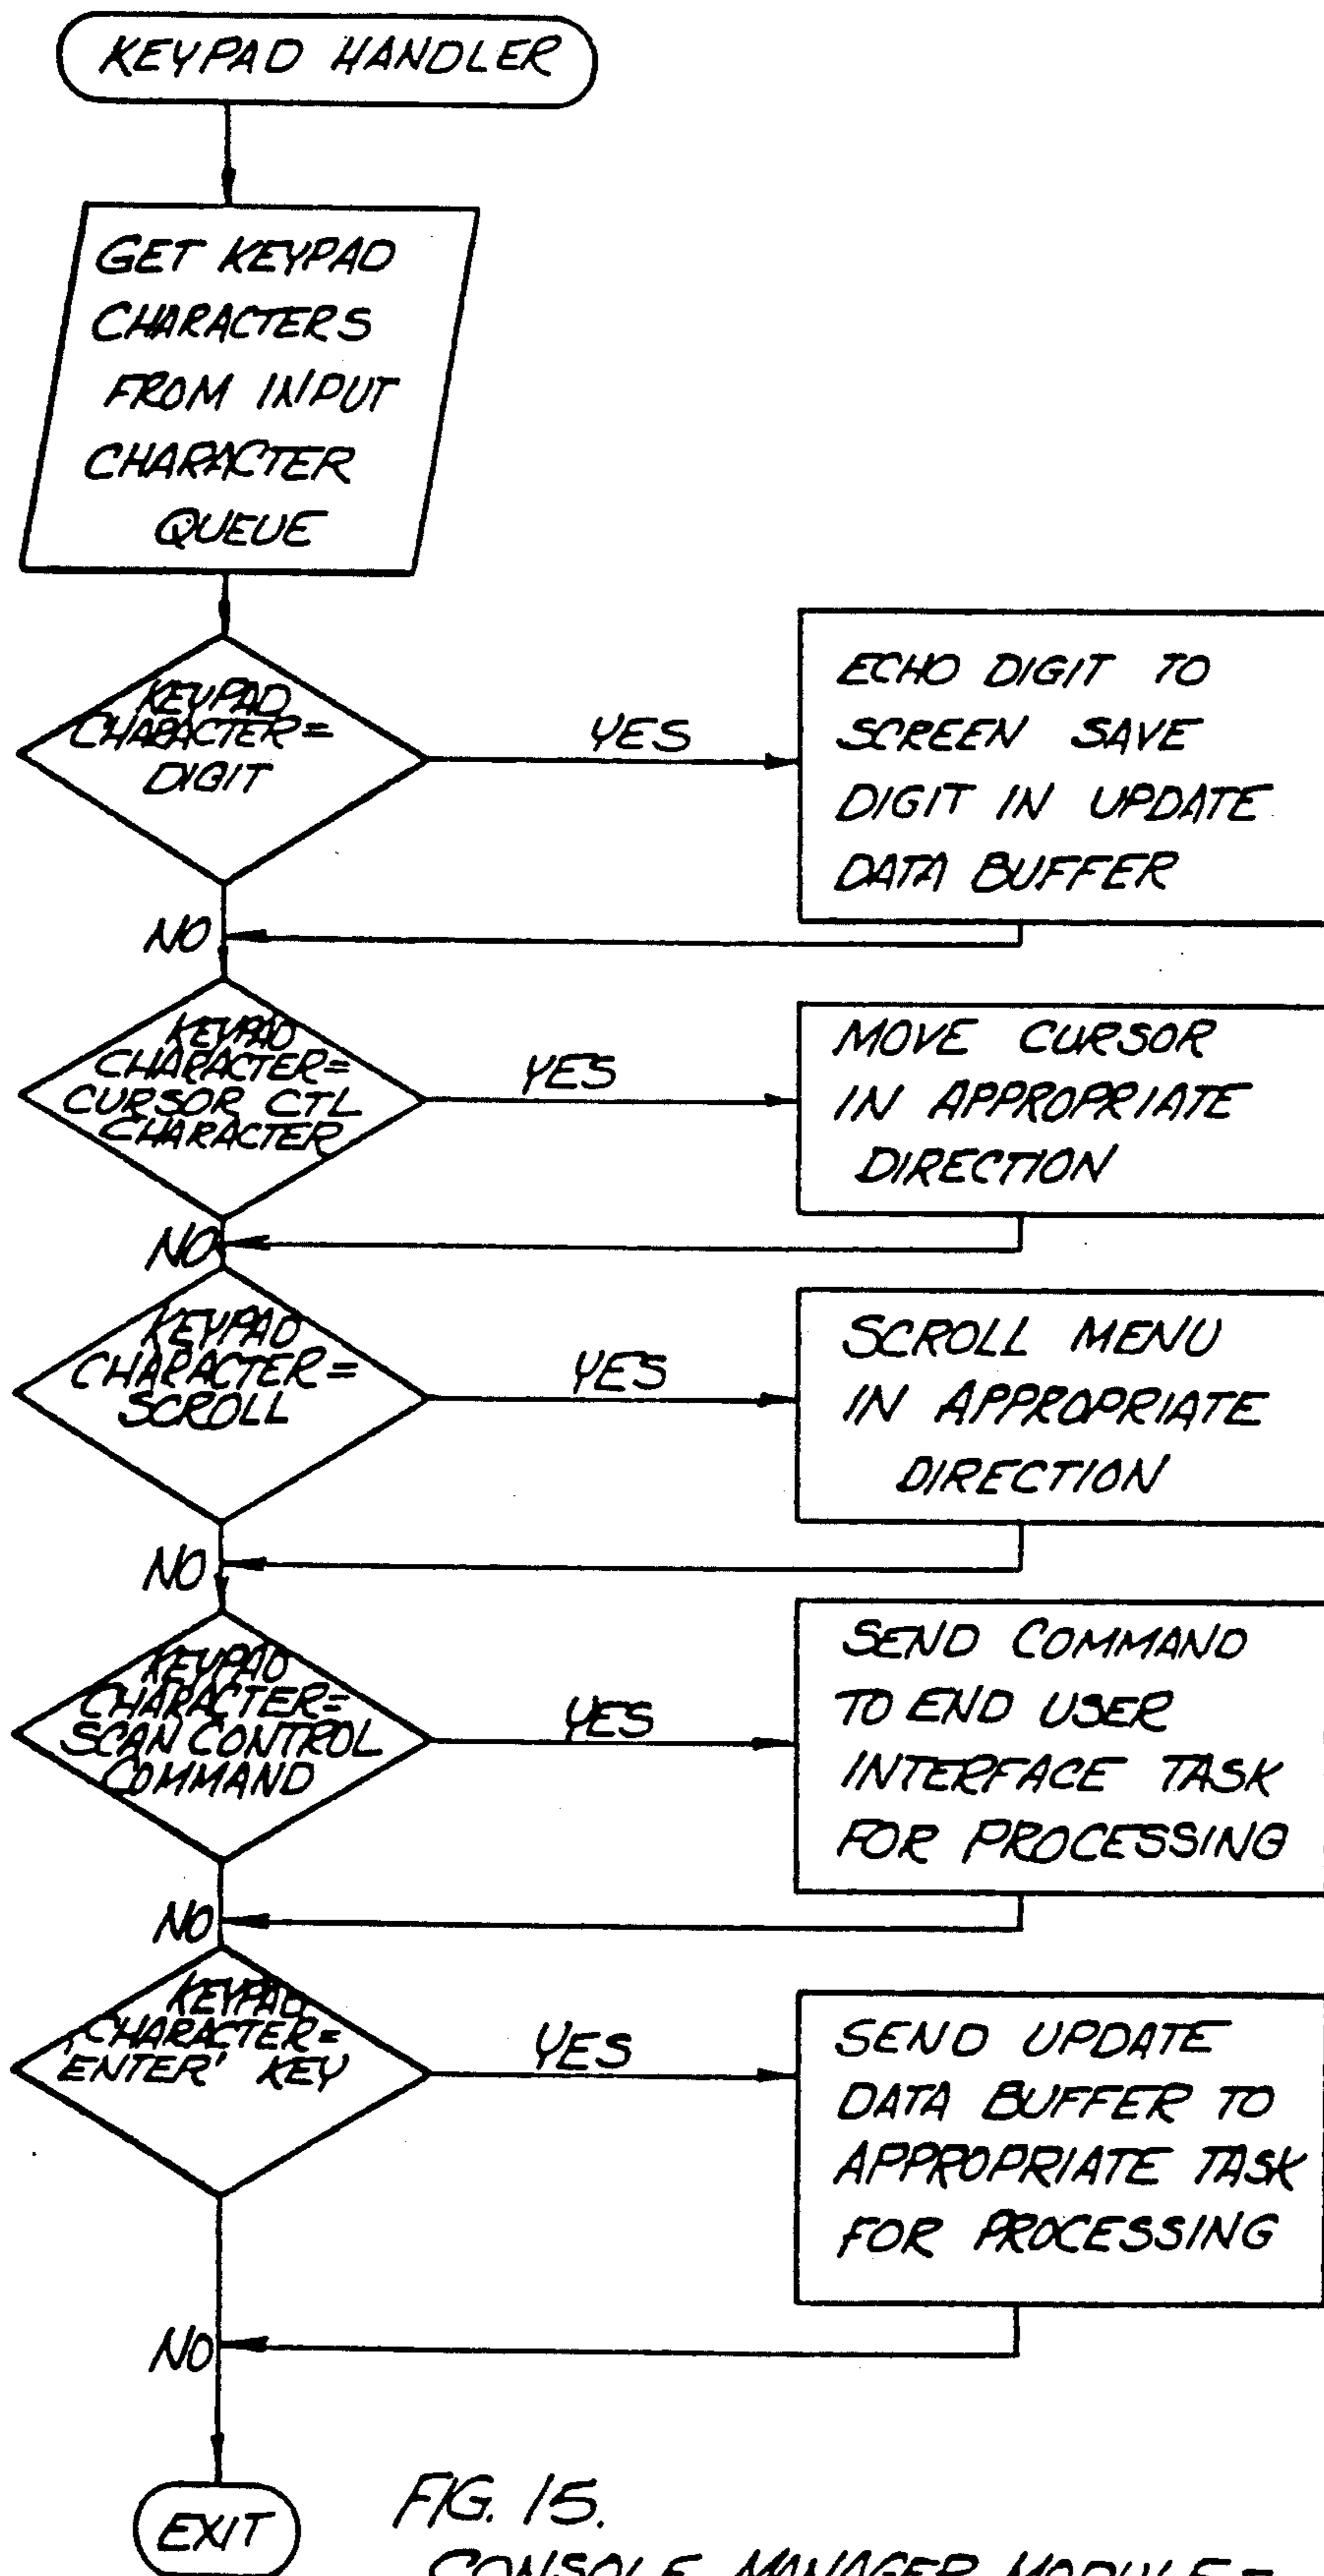 KEYPAD HANDLER
GET KEYPAD
CHARACTERS
FROM INPUT
CHARACTER
QUEUE
KEYPAD
CHARACTER=
DIGIT
YES
ECHO DIGIT TO
SCREEN SAVE
DIGIT IN UPDATE
DATA BUFFER
NO
KEYPAD
CHARACTER=
CURSOR CTL
CHARACTER
YES
MOVE CURSOR
IN APPROPRIATE
DIRECTION
NO
KEYPAD
CHARACTER=
SCROLL
YES
SCROLL MENU
IN APPROPRIATE
DIRECTION
NO
KEYPAD
CHARACTER=
SCAN CONTROL
COMMAND
YES
SEND COMMAND
TO END USER
INTERFACE TASK
FOR PROCESSING
NO
KEYPAD
CHARACTER=
'ENTER' KEY
YES
SEND UPDATE
DATA BUFFER TO
APPROPRIATE TASK
FOR PROCESSING
NO
EXIT
FIG. 15.
CONSOLE MANAGER MODULE-